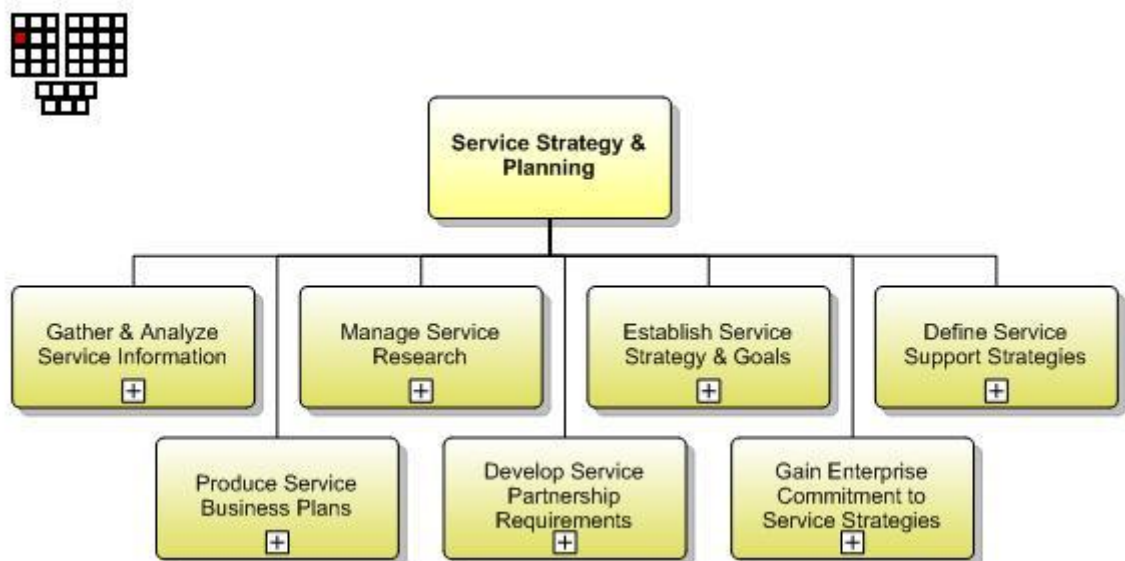 Service Strategy &
Planning
Gather & Analyze
Service Information
Manage Service
Research
Establish Service
Strategy & Goals
Define Service
Support Strategies
Produce Service
Business Plans
Develop Service
Partnership
Requirements
Gain Enterprise
Commitment to
Service Strategies